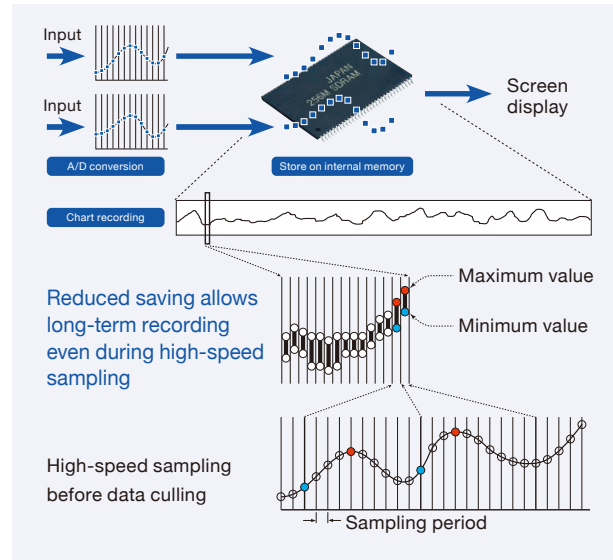 Input
Input
JAPAN
256M SDRAM
Screen
display
A/D conversion
Store on internal memory
Chart recording
Maximum value
Minimum value
Reduced saving allows
long-term recording
even during high-speed
sampling
High-speed sampling
before data culling
Sampling period